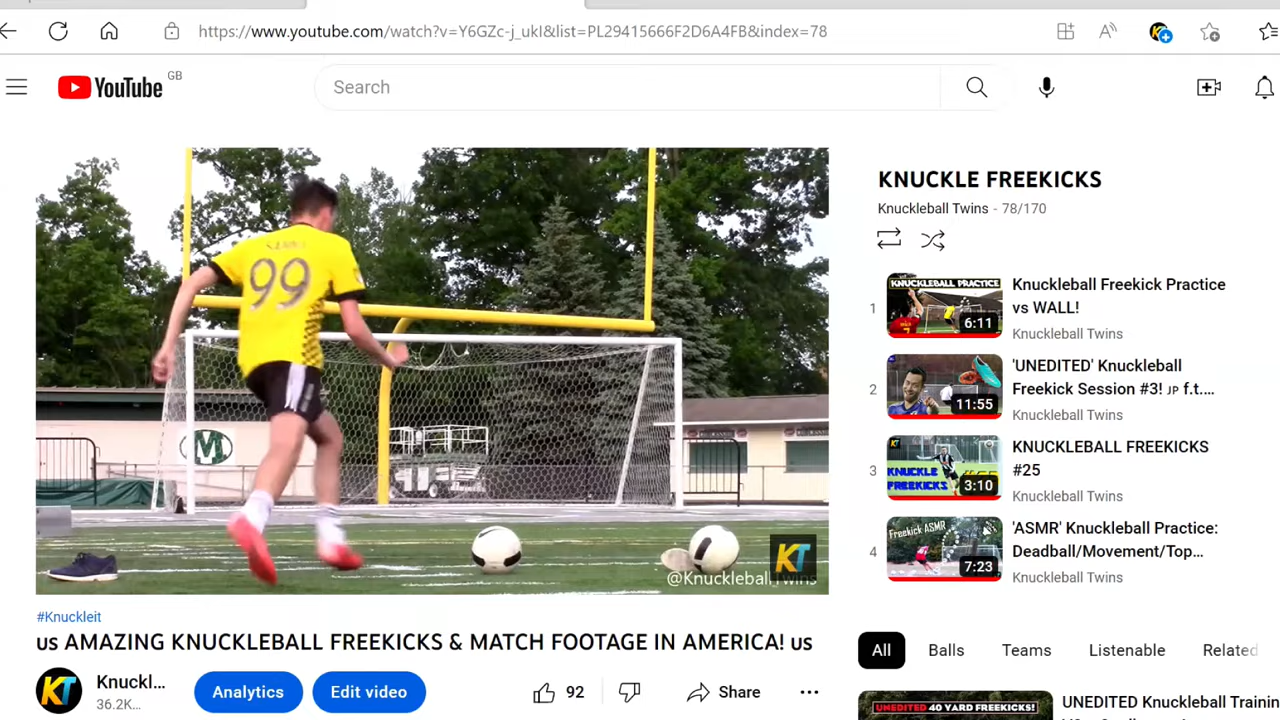 https://www.youtube.com/watch?v=Y6GZc-j_ukI&list=PL29415666F2D6A4FB&index=78
YouTube GB
Search
99
M
KT
@KnuckleballTwins
#Knuckleit
us AMAZING KNUCKLEBALL FREEKICKS & MATCH FOOTAGE IN AMERICA! us
KT
Knuckl...
36.2K...
Analytics
Edit video
92
Share
KNUCKLE FREEKICKS
Knuckleball Twins - 78/170
1
KNUCKLEBALL PRACTICE
6:11
Knuckleball Freekick Practice
vs WALL!
Knuckleball Twins
2
11:55
'UNEDITED' Knuckleball
Freekick Session #3! JP f.t....
Knuckleball Twins
3
KNUCKLE
FREEKICKS
3:10
KNUCKLEBALL FREEKICKS
#25
Knuckleball Twins
4
Freekick ASMR
7:23
'ASMR' Knuckleball Practice:
Deadball/Movement/Top...
Knuckleball Twins
All
Balls
Teams
Listenable
Related
UNEDITED 40 YARD FREEKICKS!
UNEDITED Knuckleball Training